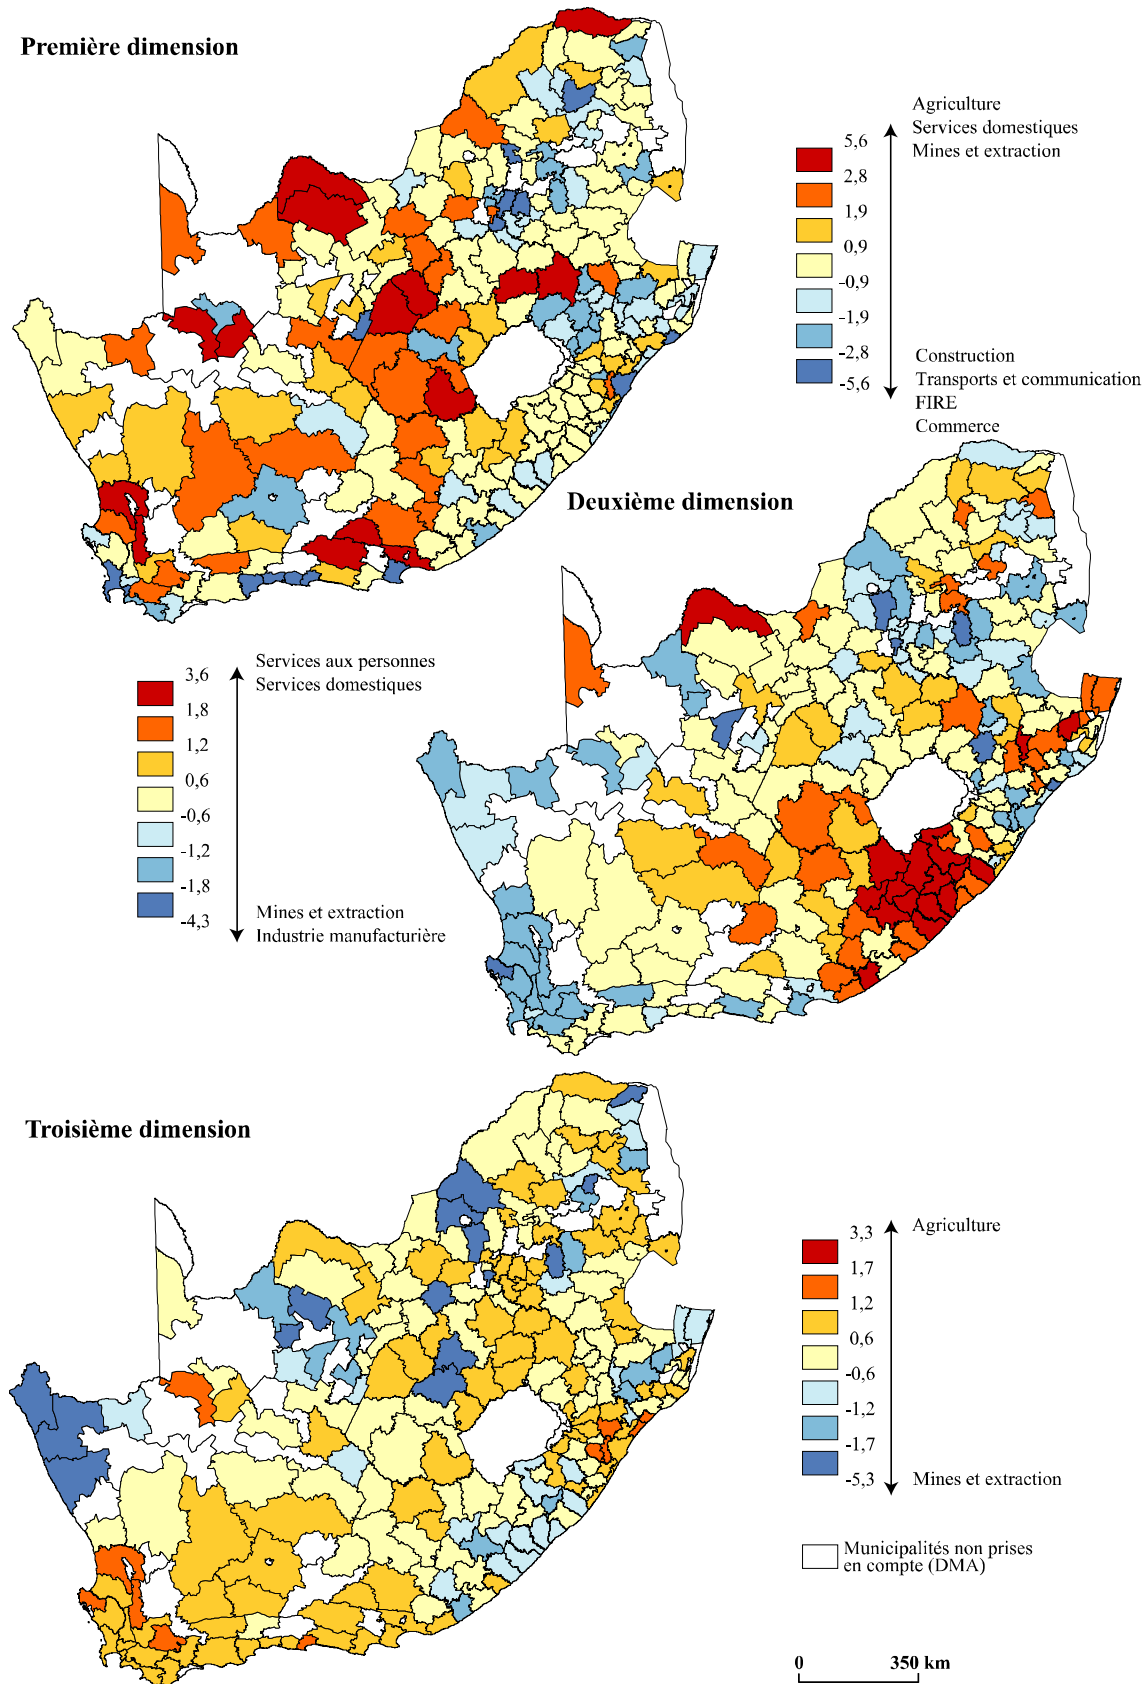 Première dimension
Agriculture
Services domestiques
Mines et extraction
5,6
2,8
1,9
0,9
-0,9
-1,9
-2,8
-5,6
Construction
Transports et communication
FIRE
Commerce
Deuxième dimension
Services aux personnes
Services domestiques
3,6
1,8
1,2
0,6
-0,6
-1,2
-1,8
-4,3
Mines et extraction
Industrie manufacturière
Troisième dimension
Agriculture
3,3
1,7
1,2
0,6
-0,6
-1,2
-1,7
-5,3
Mines et extraction
Municipalités non prises
en compte (DMA)
0 350 km